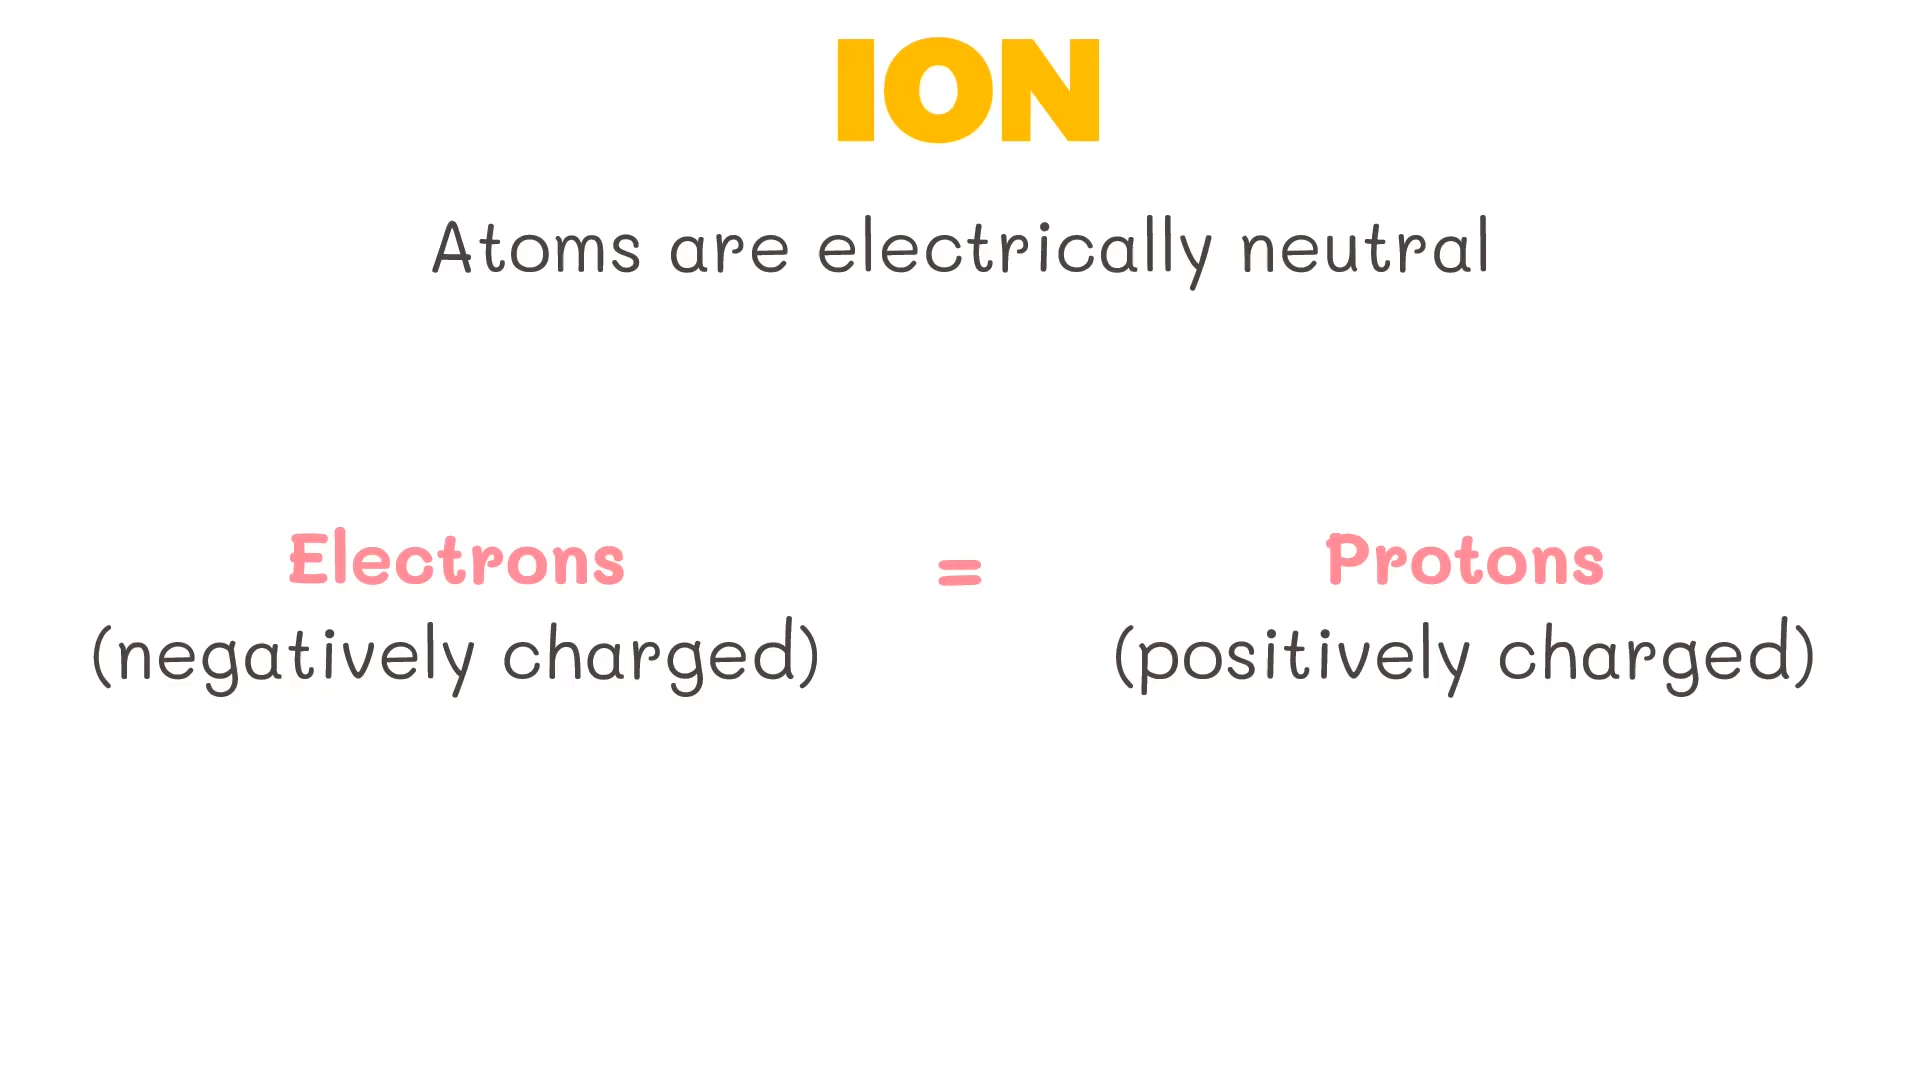 ION
Atoms are electrically neutral
Electrons = Protons
(negatively charged) (positively charged)